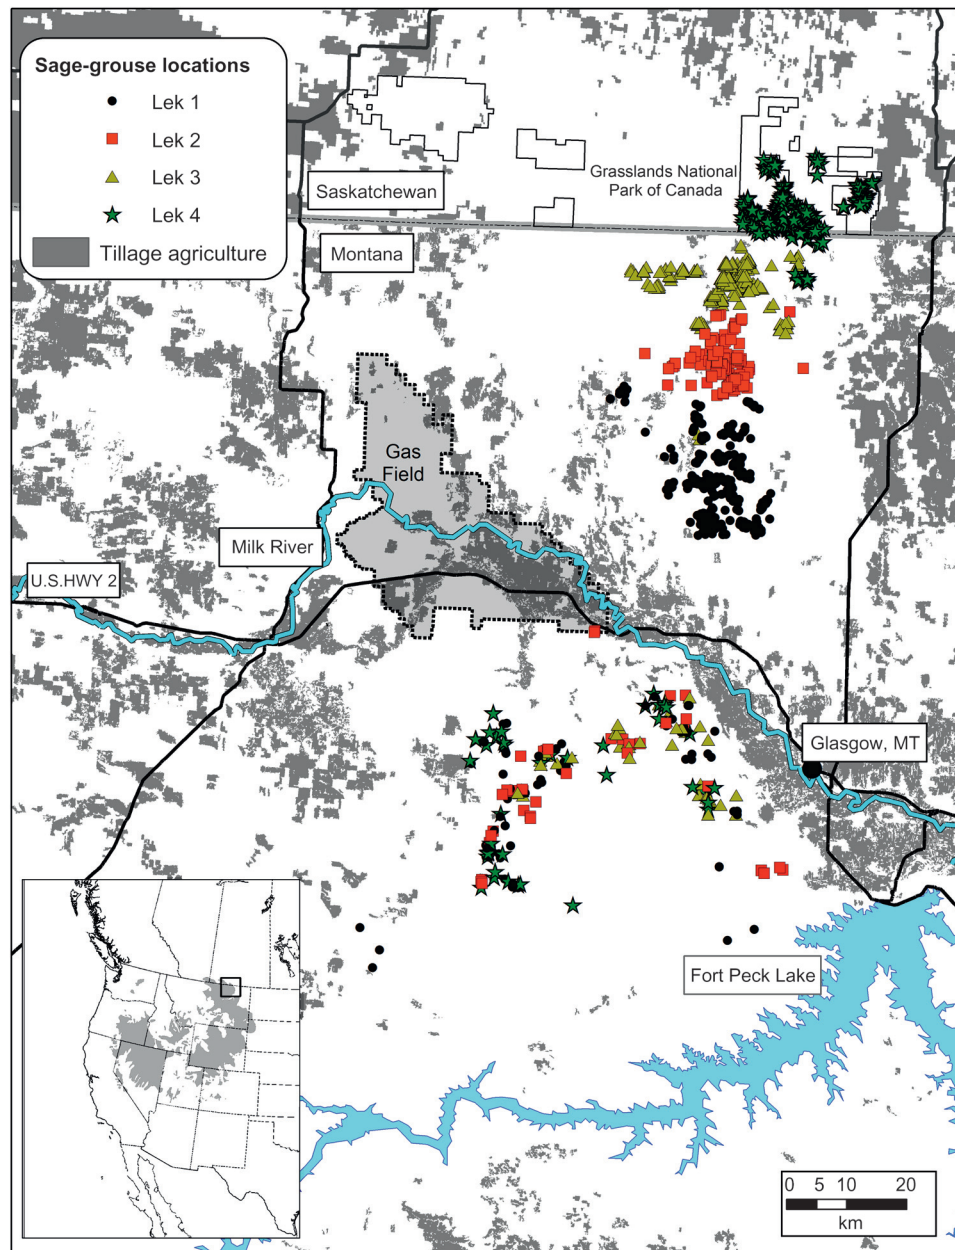 Sage-grouse locations
Lek 1
Lek 2
Lek 3
Lek 4
Tillage agriculture
Grasslands National
Park of Canada
Saskatchewan
Montana
Gas
Field
Milk River
U.S.HWY 2
Glasgow, MT
Fort Peck Lake
0 5 10 20
km